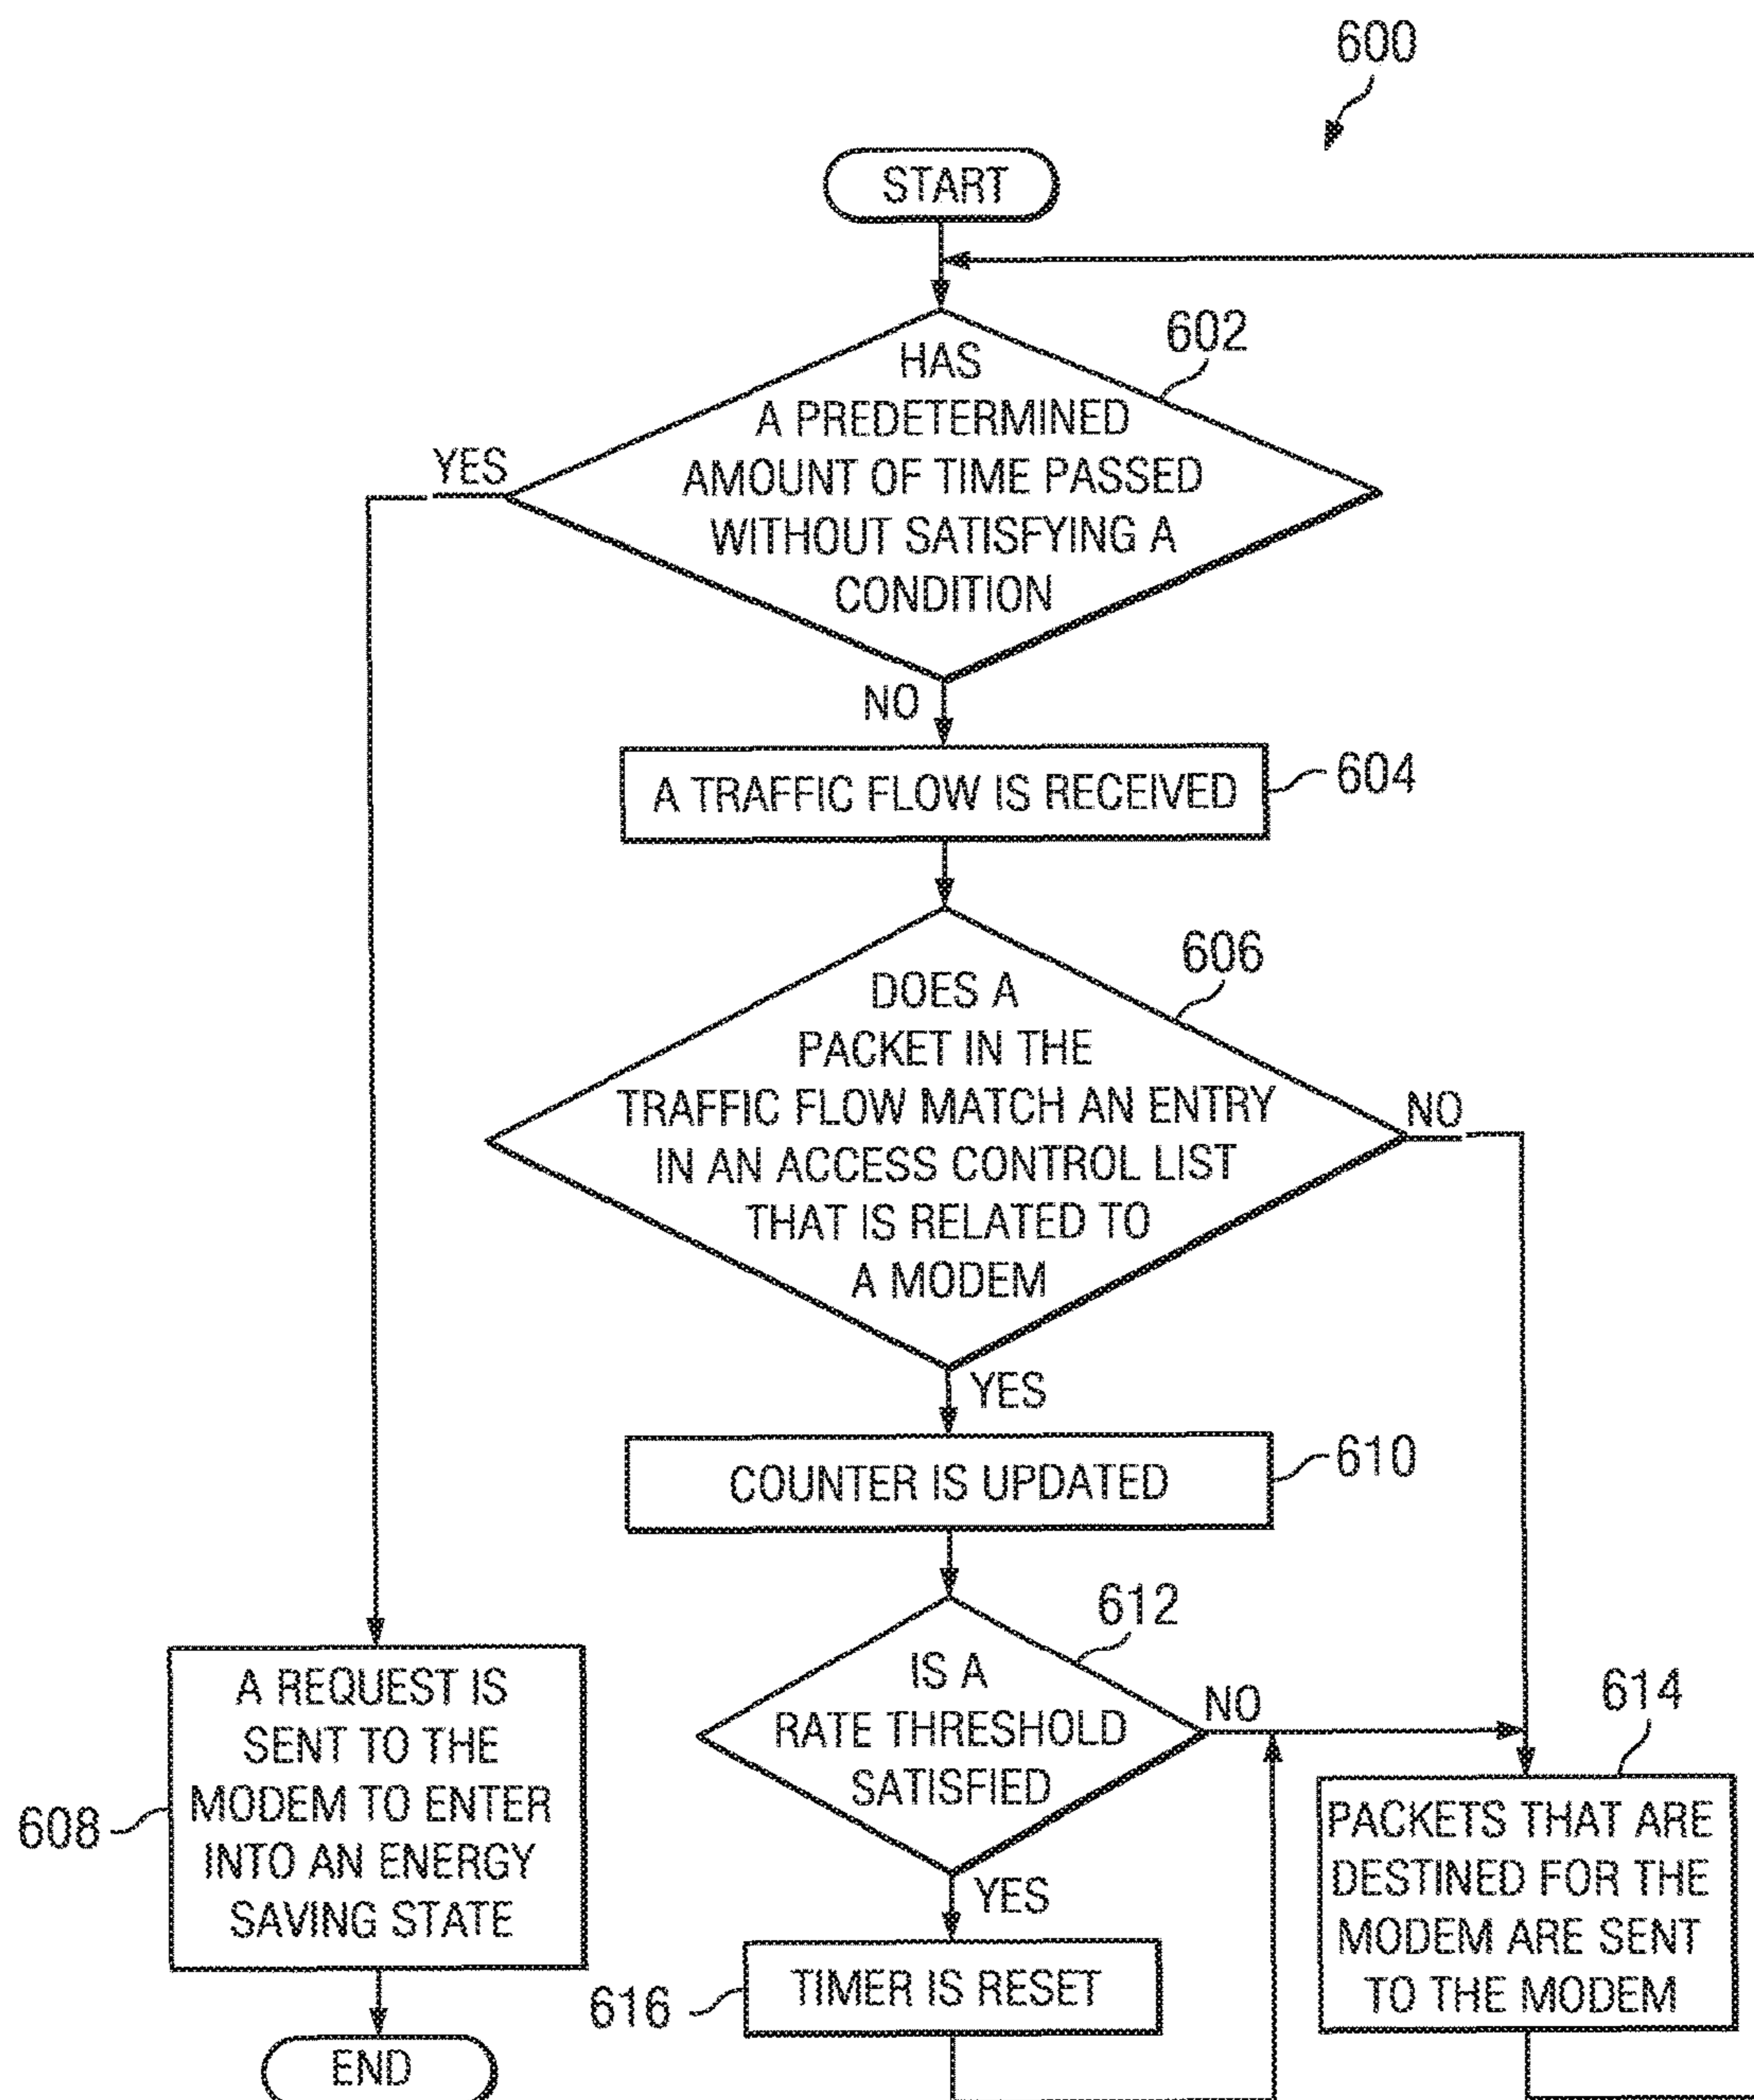 600
START
602
HAS
A PREDETERMINED
AMOUNT OF TIME PASSED
WITHOUT SATISFYING A
CONDITION
YES
NO
A TRAFFIC FLOW IS RECEIVED
604
606
DOES A
PACKET IN THE
TRAFFIC FLOW MATCH AN ENTRY
IN AN ACCESS CONTROL LIST
THAT IS RELATED TO
A MODEM
NO
YES
COUNTER IS UPDATED
610
612
IS A
RATE THRESHOLD
SATISFIED
NO
YES
608
A REQUEST IS
SENT TO THE
MODEM TO ENTER
INTO AN ENERGY
SAVING STATE
614
PACKETS THAT ARE
DESTINED FOR THE
MODEM ARE SENT
TO THE MODEM
616
TIMER IS RESET
END